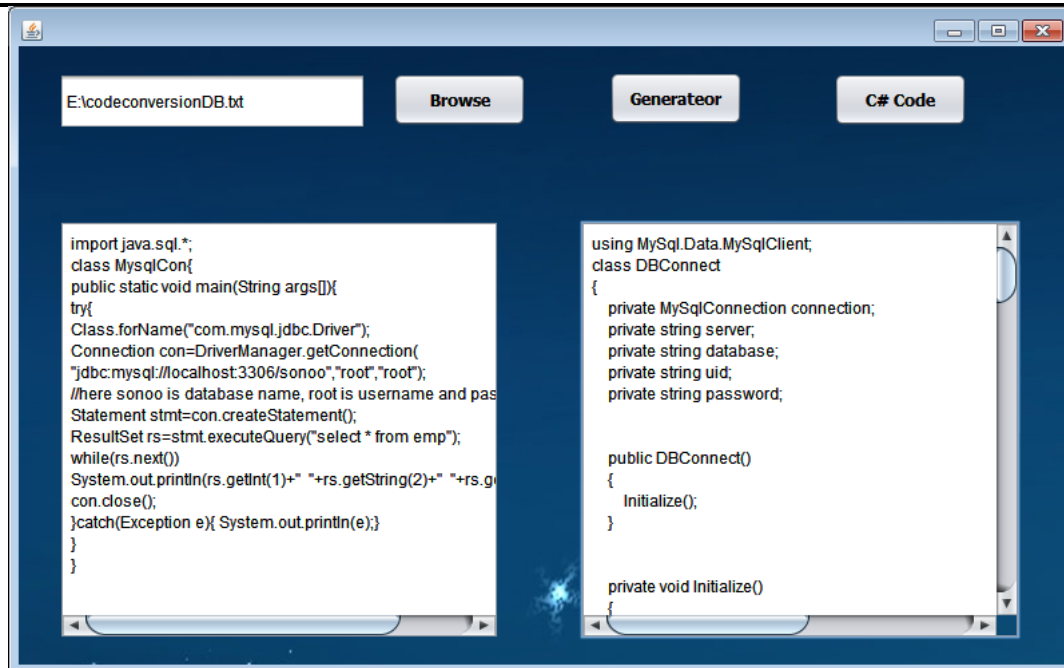 E:\codeconversionDB.txt
Browse
Generateor
C# Code
import java.sql.*;
class MysqlCon{
public static void main(String args[]){
try{
Class.forName("com.mysql.jdbc.Driver");
Connection con=DriverManager.getConnection(
"jdbc:mysql://localhost:3306/sonoo","root","root");
//here sonoo is database name, root is username and
Statement stmt=con.createStatement();
ResultSet rs=stmt.executeQuery("select * from emp");
while(rs.next())
System.out.println(rs.getInt(1)+"  "+rs.getString(2)+"  "+
con.close();
}catch(Exception e){ System.out.println(e);}
}
}
using MySql.Data.MySqlClient;
class DBConnect
{
private MySqlConnection connection;
private string server;
private string database;
private string uid;
private string password;
public DBConnect()
{
Initialize();
}
private void Initialize()
{